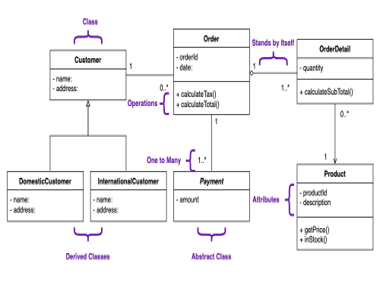 Class
Customer
- name:
- address:
1
0..*
Operations
Order
- orderId
- date:
+ calculateTax()
+ calculateTotal()
1
Stands by Itself
1
1..*
OrderDetail
- quantity
+ calculateSubTotal()
0..*
1
One to Many
1..*
DomesticCustomer
- name:
- address:
InternationalCustomer
- name:
- address:
Payment
- amount
Attributes
Product
- productId
- description
+ getPrice()
+ inStock()
Derived Classes
Abstract Class